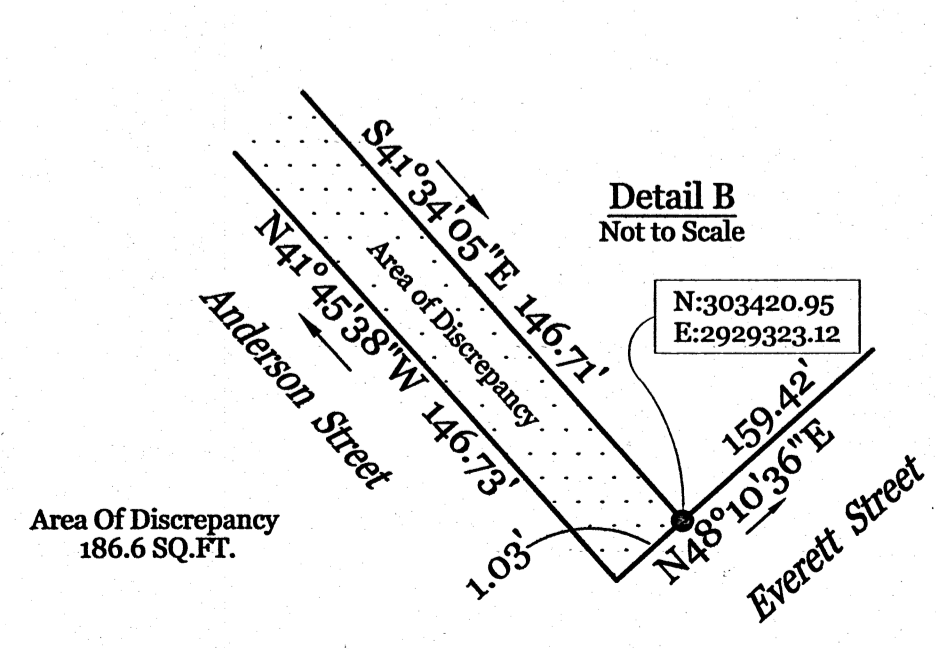 S41°34'05"E 146.71'
Detail B
Not to Scale
N41°45'38"W 146.73'
Area of Discrepancy
N:303420.95
E:2929323.12
Anderson Street
159.42'
N48°10'36"E
Everett Street
Area Of Discrepancy
186.6 SQ.FT.
1.03'